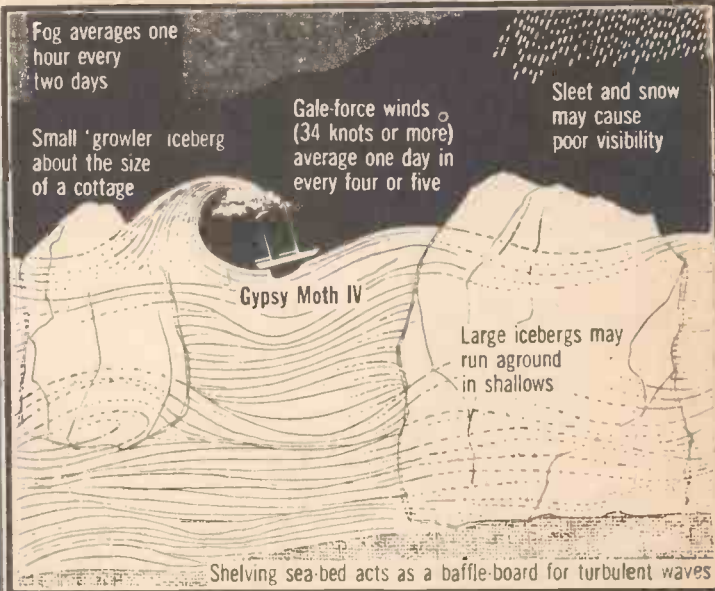 Fog averages one
hour every
two days
Small 'growler iceberg
about the size
of a cottage
Gale-force winds
(34 knots or more)
average one day in
every four or five
Sleet and snow
may cause
poor visibility
Gypsy Moth IV
Large icebergs may
run aground
in shallows
Shelving sea-bed acts as a baffle-board for turbulent waves